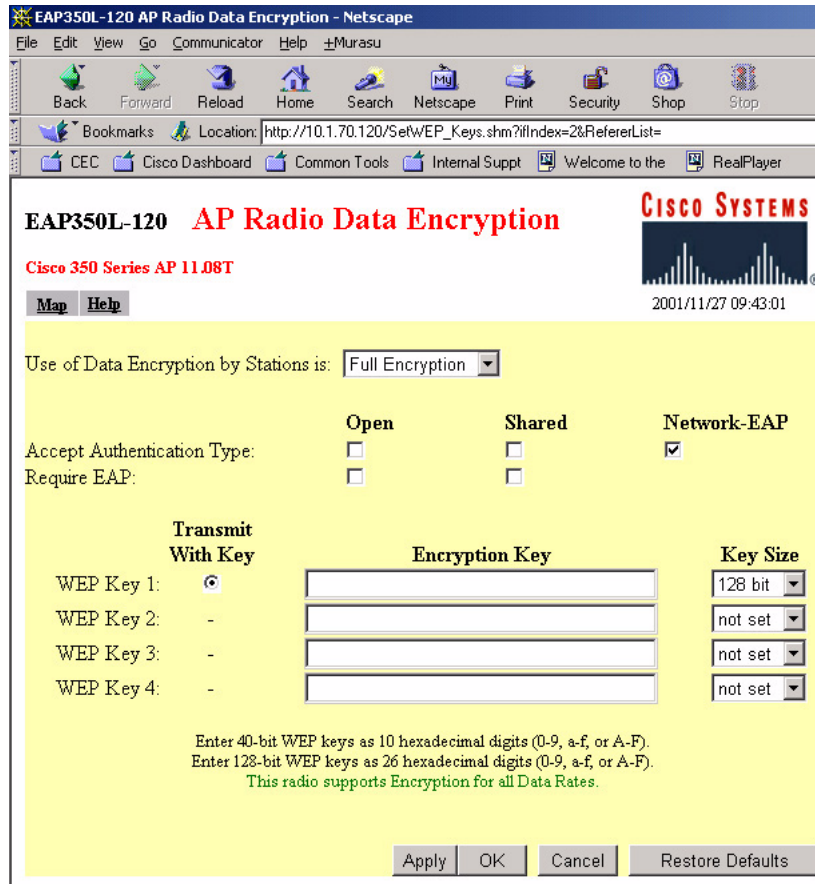 EAP350L-120 AP Radio Data Encryption - Netscape
File Edit View Go Communicator Help +Murasu
Back Forward Reload Home Search Netscape Print Security Shop Stop
My
Bookmarks Location: http://10.1.70.120/SetWEP_Keys.shm?ifIndex=2&RefererList=
CEC Cisco Dashboard Common Tools Internal Suppt Welcome to the RealPlayer
EAP350L-120 AP Radio Data Encryption
CISCO SYSTEMS
Cisco 350 Series AP 11.08T
Map Help
2001/11/27 09:43:01
Use of Data Encryption by Stations is: Full Encryption
Open Shared Network-EAP
Accept Authentication Type:
Require EAP:
Transmit
With Key Encryption Key Key Size
WEP Key 1: 128 bit
WEP Key 2: - not set
WEP Key 3: - not set
WEP Key 4: - not set
Enter 40-bit WEP keys as 10 hexadecimal digits (0-9, a-f, or A-F).
Enter 128-bit WEP keys as 26 hexadecimal digits (0-9, a-f, or A-F).
This radio supports Encryption for all Data Rates.
Apply OK Cancel Restore Defaults